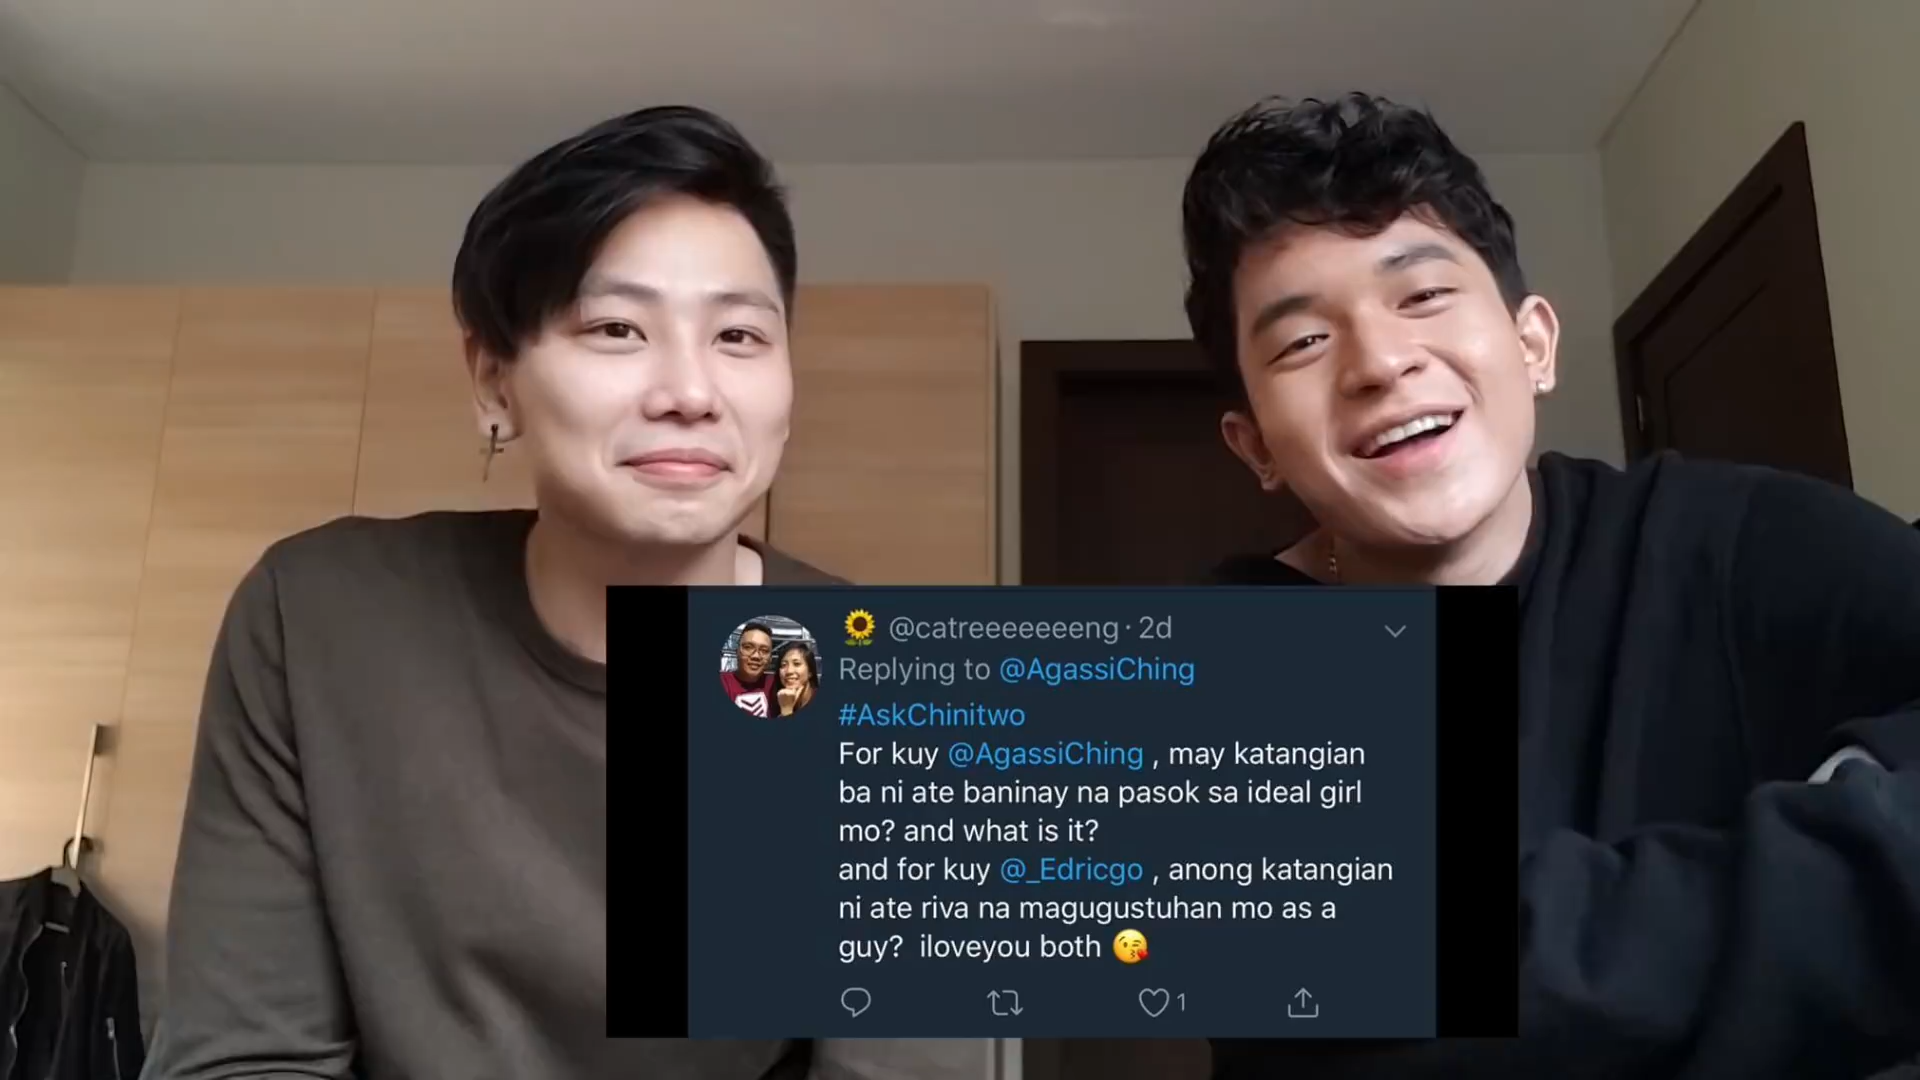 🌻 @catreeeeeeeng · 2d
Replying to @AgassiChing
#AskChinitwo
For kuy @AgassiChing , may katangian
ba ni ate baninay na pasok sa ideal girl
mo? and what is it?
and for kuy @_Edricgo , anong katangian
ni ate riva na magugustuhan mo as a
guy? iloveyou both 😘
1